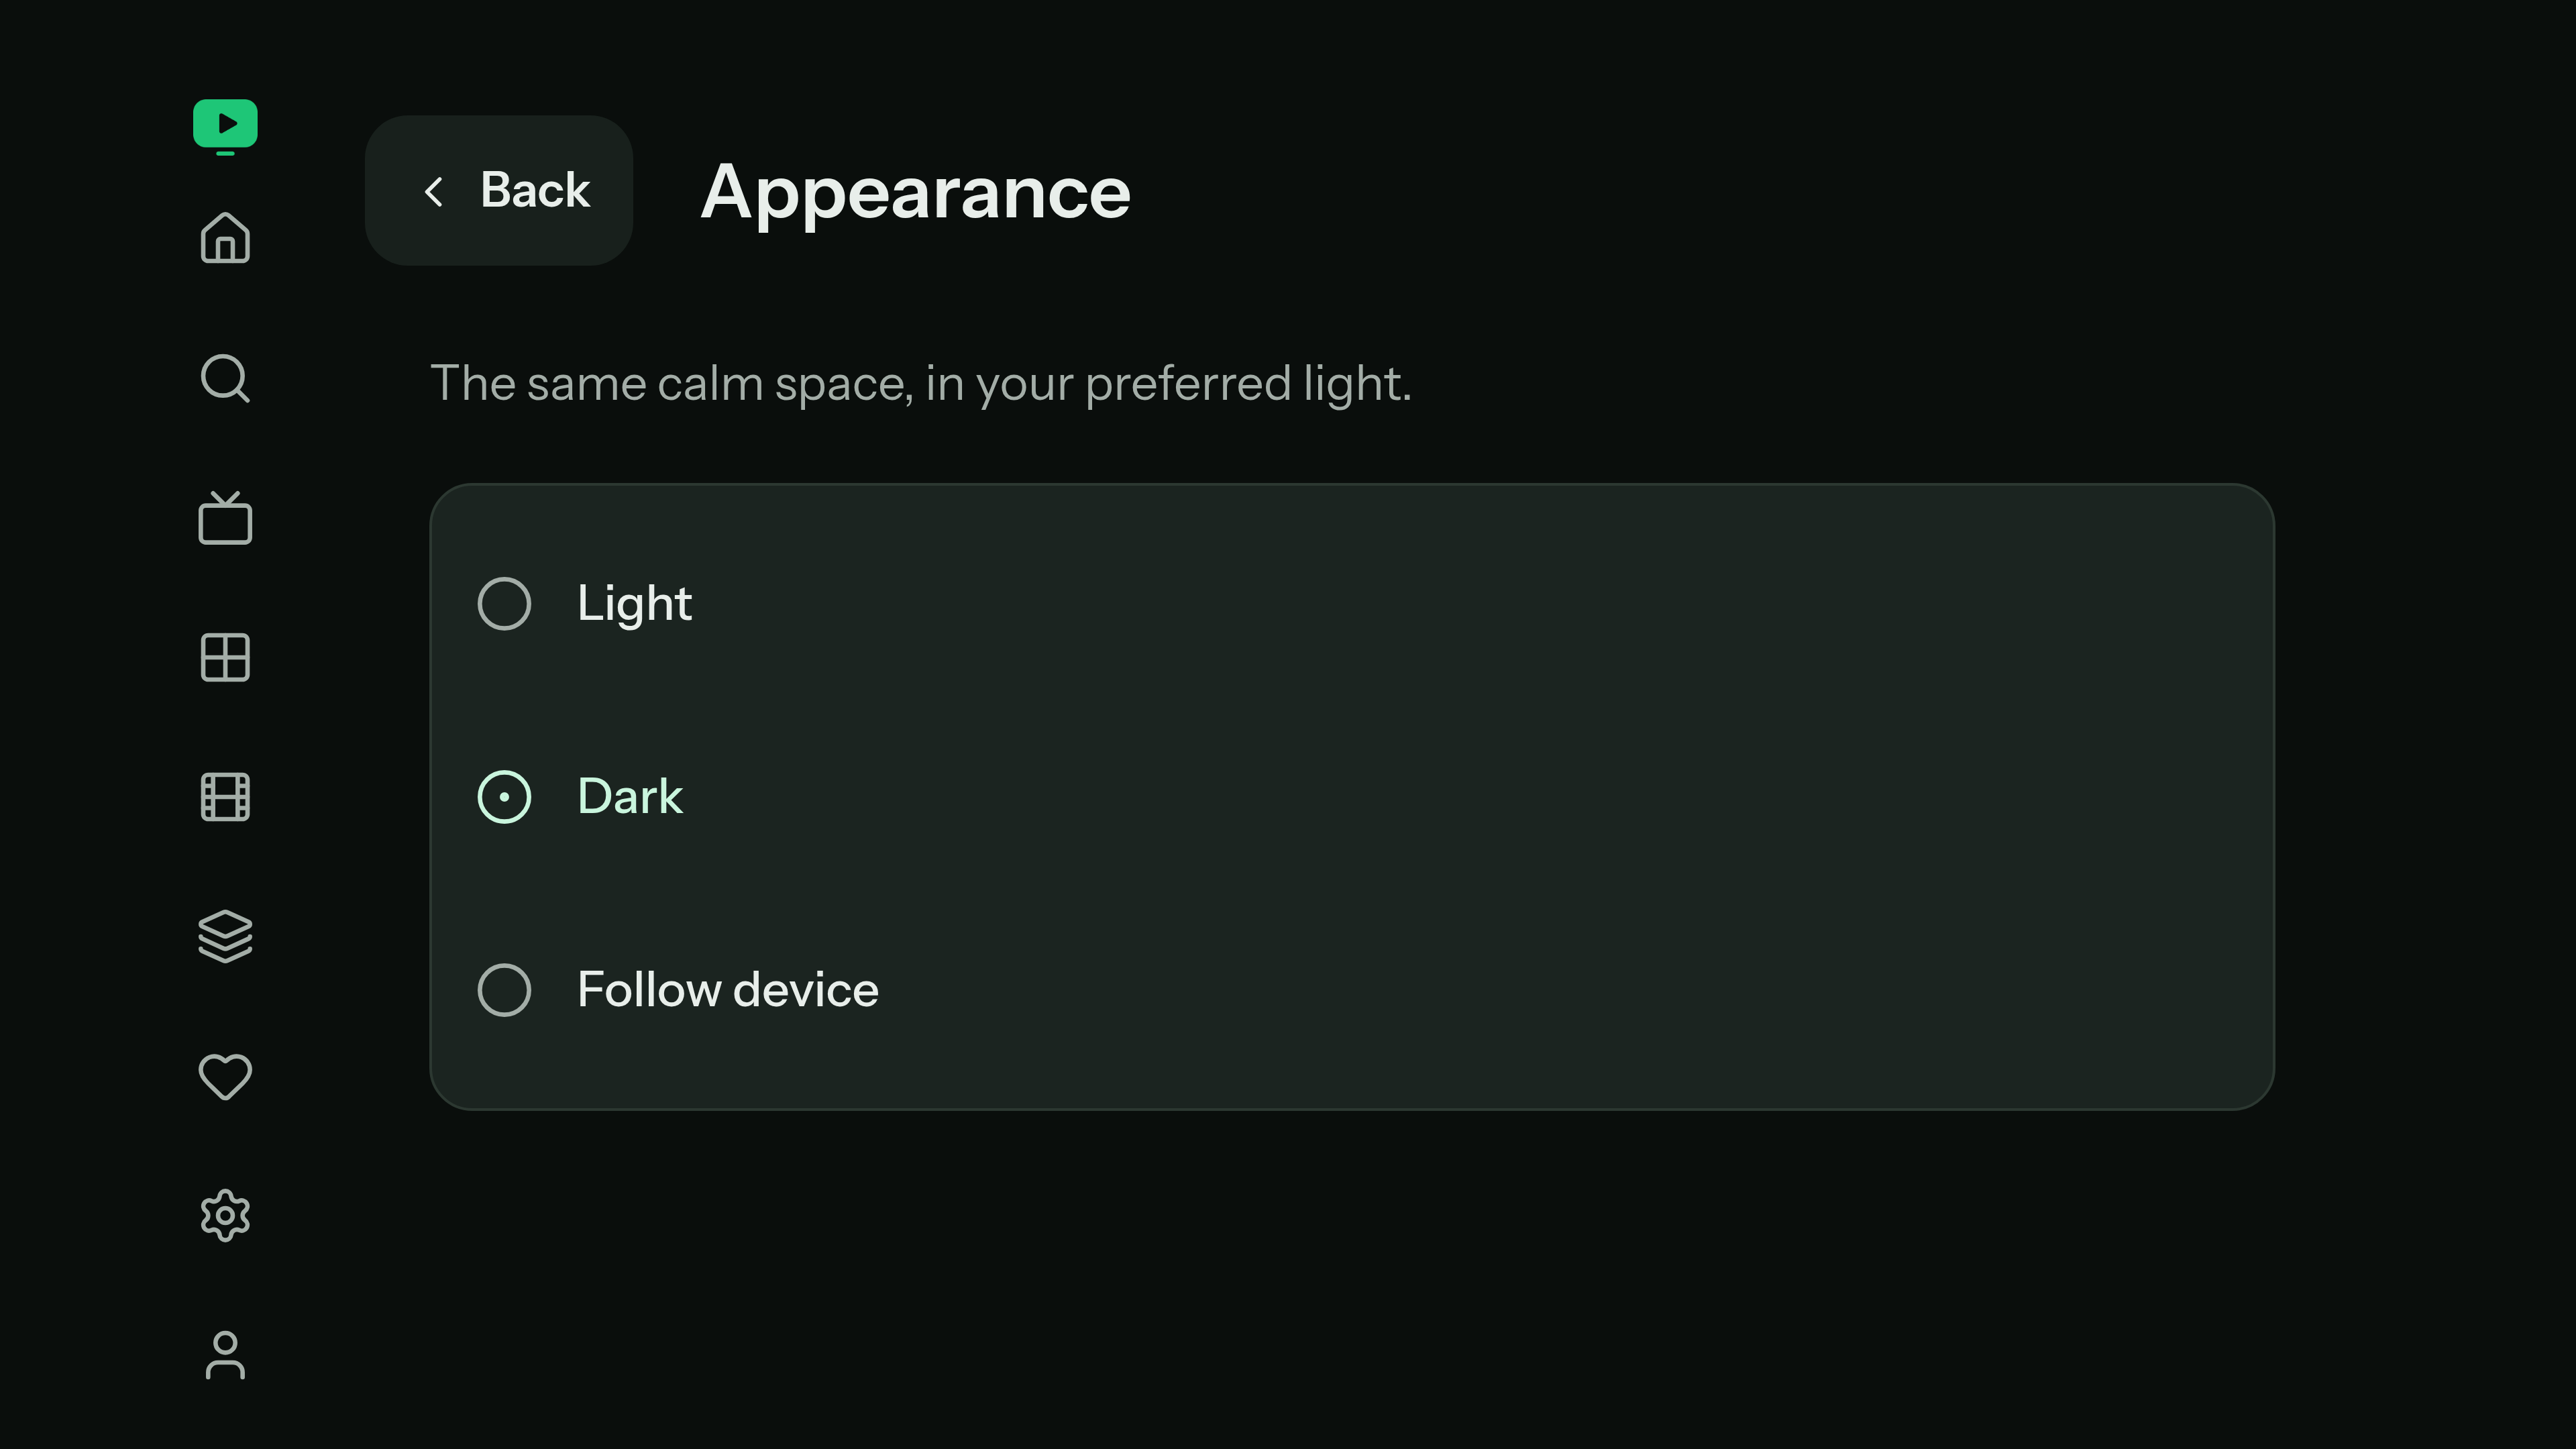 Back
Appearance
The same calm space, in your preferred light.
Light
Dark
Follow device